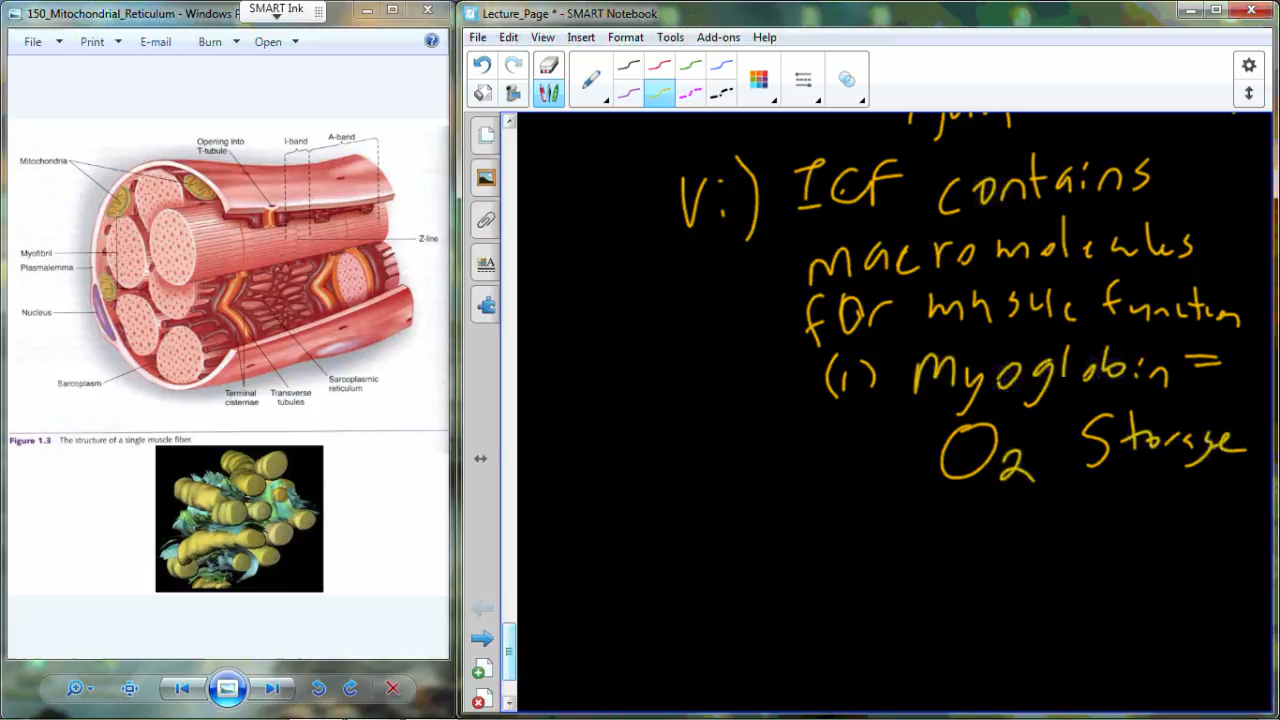 150_Mitochondrial_Reticulum - Windows P
SMART Ink
File Print E-mail Burn Open
Opening into
T-tubule
I-band
A-band
Mitochondria
Z-line
Myofibril
Plasmalemma
Nucleus
Sarcoplasm
Terminal
cisternae
Transverse
tubules
Sarcoplasmic
reticulum
Figure 1.3 The structure of a single muscle fiber.
Lecture_Page * - SMART Notebook
File Edit View Insert Format Tools Add-ons Help
Vi) ICF contains
macromolecules
for muscle function
(1) Myoglobin =
O2 Storage